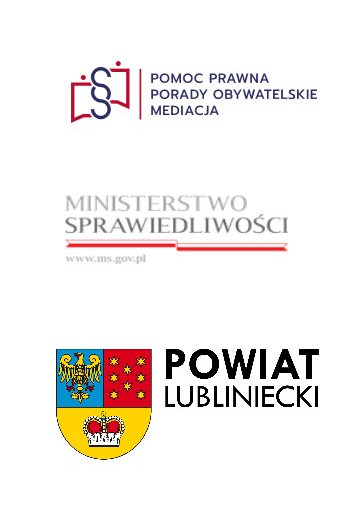 POMOC PRAWNA
PORADY OBYWATELSKIE
MEDIACJA
MINISTERSTWO
SPRAWIEDLIWOŚCI
www.ms.gov.pl
POWIAT
LUBLINIECKI